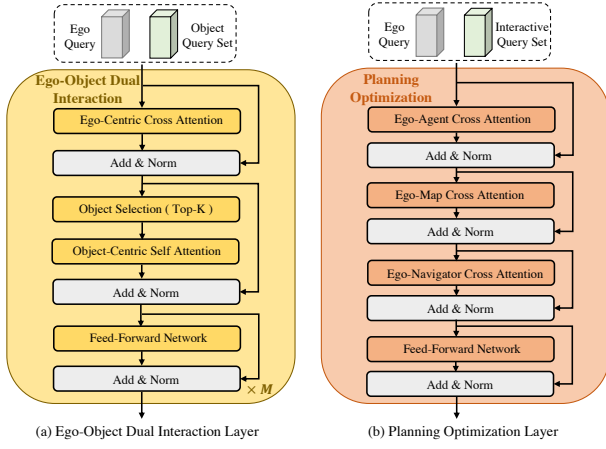 Ego
Query
Object
Query Set
Ego-Object Dual
Interaction
Ego-Centric Cross Attention
Add & Norm
Object Selection ( Top-K )
Object-Centric Self Attention
Add & Norm
Feed-Forward Network
Add & Norm
× M
(a) Ego-Object Dual Interaction Layer
Ego
Query
Interactive
Query Set
Planning
Optimization
Ego-Agent Cross Attention
Add & Norm
Ego-Map Cross Attention
Add & Norm
Ego-Navigator Cross Attention
Add & Norm
Feed-Forward Network
Add & Norm
(b) Planning Optimization Layer